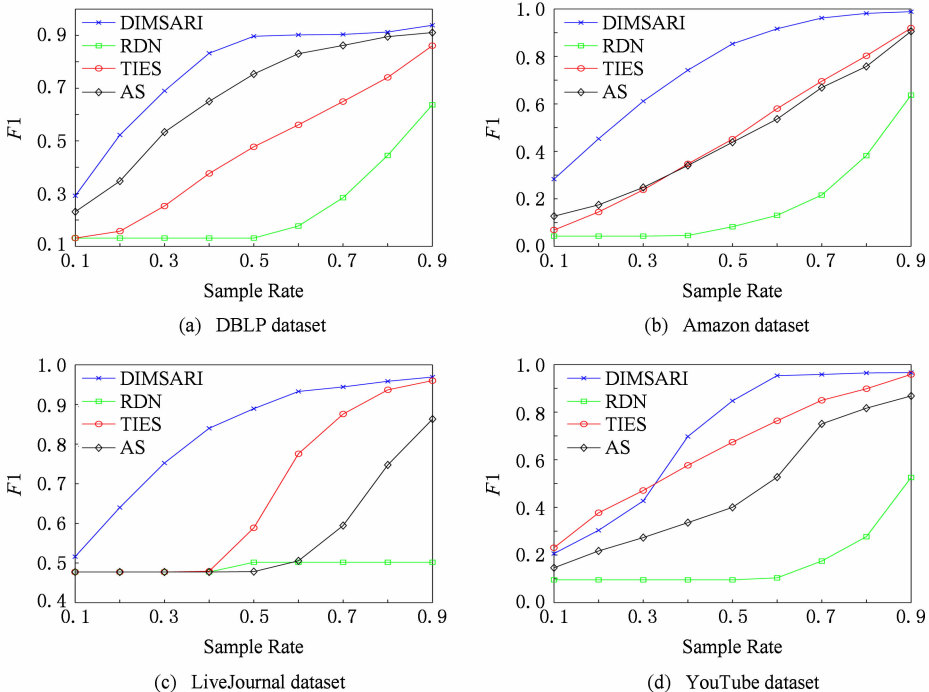 0.9
0.7
0.5
0.3
0.1
F1
DIMSARI
RDN
TIES
AS
0.1 0.3 0.5 0.7 0.9
Sample Rate
(a) DBLP dataset
1.0
0.8
0.6
0.4
0.2
0.0
F1
DIMSARI
RDN
TIES
AS
0.1 0.3 0.5 0.7 0.9
Sample Rate
(b) Amazon dataset
1.0
0.9
0.8
0.7
0.6
0.5
0.4
F1
DIMSARI
RDN
TIES
AS
0.1 0.3 0.5 0.7 0.9
Sample Rate
(c) LiveJournal dataset
1.0
0.8
0.6
0.4
0.2
0.0
F1
DIMSARI
RDN
TIES
AS
0.1 0.3 0.5 0.7 0.9
Sample Rate
(d) YouTube dataset